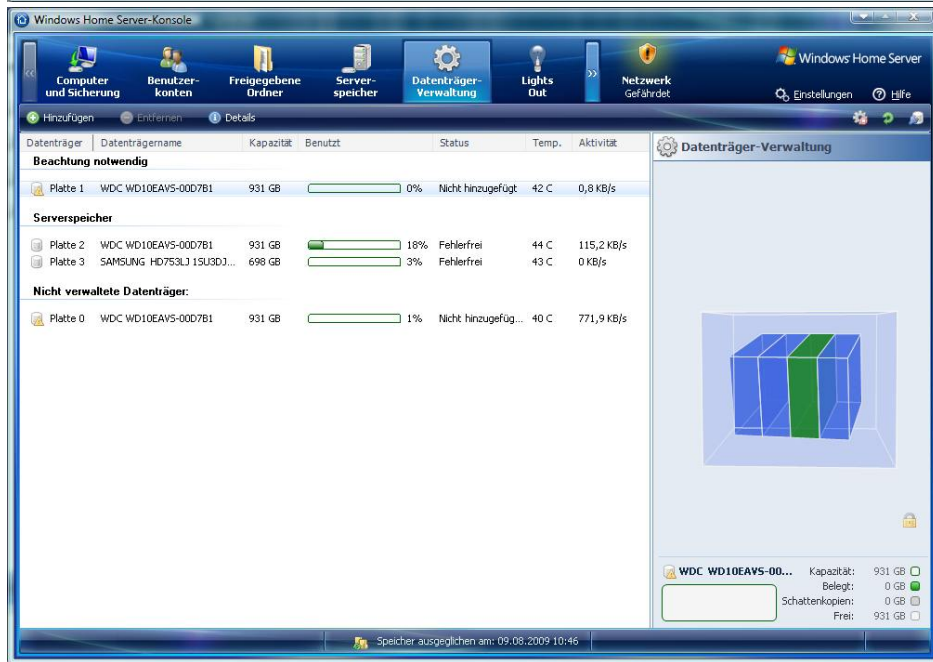 Windows Home Server-Konsole
Computer und Sicherung
Benutzer-konten
Freigegebene Ordner
Server-speicher
Datenträger-Verwaltung
Lights Out
Netzwerk
Gefährdet
Windows Home Server
Einstellungen
Hilfe
Hinzufügen
Entfernen
Details
Datenträger Datenträgername Kapazität Benutzt Status Temp. Aktivität
Beachtung notwendig
Platte 1 WDC WD10EAVS-00D7B1 931 GB 0% Nicht hinzugefügt 42 C 0,8 KB/s
Serverspeicher
Platte 2 WDC WD10EAVS-00D7B1 931 GB 18% Fehlerfrei 44 C 115,2 KB/s
Platte 3 SAMSUNG HD753LJ 1SU3DJ... 698 GB 3% Fehlerfrei 43 C 0 KB/s
Nicht verwaltete Datenträger:
Platte 0 WDC WD10EAVS-00D7B1 931 GB 1% Nicht hinzugefüg... 40 C 771,9 KB/s
Datenträger-Verwaltung
WDC WD10EAVS-00...
Kapazität: 931 GB
Belegt: 0 GB
Schattenkopien: 0 GB
Frei: 931 GB
Speicher ausgeglichen am: 09.08.2009 10:46